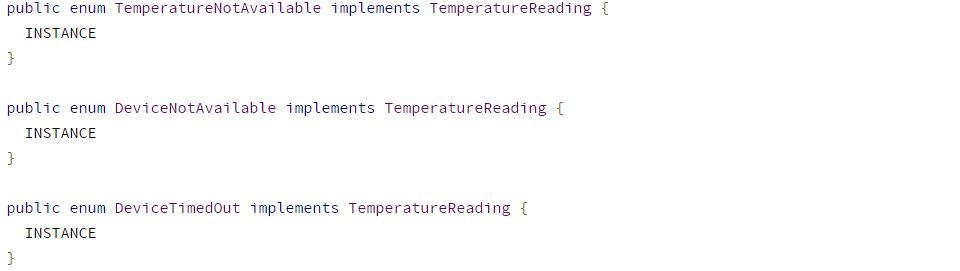 public enum TemperatureNotAvailable implements TemperatureReading {
  INSTANCE
}

public enum DeviceNotAvailable implements TemperatureReading {
  INSTANCE
}

public enum DeviceTimedOut implements TemperatureReading {
  INSTANCE
}